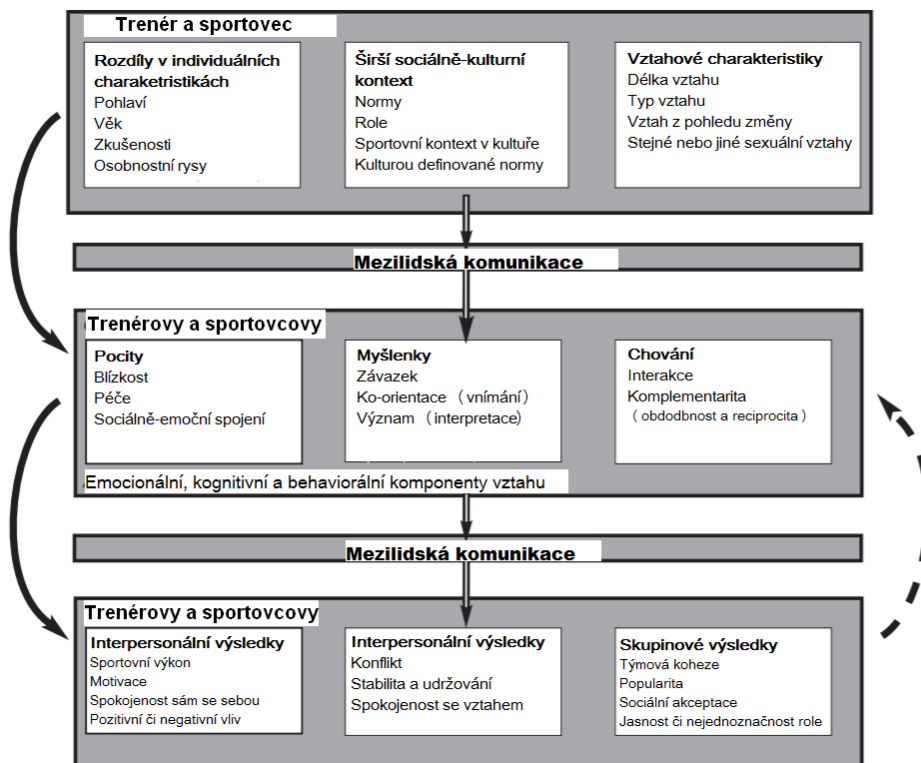 Trenér a sportovec
Rozdíly v individuálních
charaketristikách
Pohlaví
Věk
Zkušenosti
Osobnostní rysy
Širší sociálně-kulturní
kontext
Normy
Role
Sportovní kontext v kultuře
Kulturou definované normy
Vztahové charakteristiky
Délka vztahu
Typ vztahu
Vztah z pohledu změny
Stejné nebo jiné sexuální vztahy
Mezilidská komunikace
Trenérovy a sportovcovy
Pocity
Blízkost
Péče
Sociálně-emoční spojení
Myšlenky
Závazek
Ko-orientace ( vnímání )
Význam ( interpretace)
Chování
Interakce
Komplementarita
( obdodbnost a reciprocita )
Emocionální, kognitivní a behaviorální komponenty vztahu
Mezilidská komunikace
Trenérovy a sportovcovy
Interpersonální výsledky
Sportovní výkon
Motivace
Spokojenost sám se sebou
Pozitivní či negativní vliv
Interpersonální výsledky
Konflikt
Stabilita a udržování
Spokojenost se vztahem
Skupinové výsledky
Týmová koheze
Popularita
Sociální akceptace
Jasnost či nejednoznačnost role